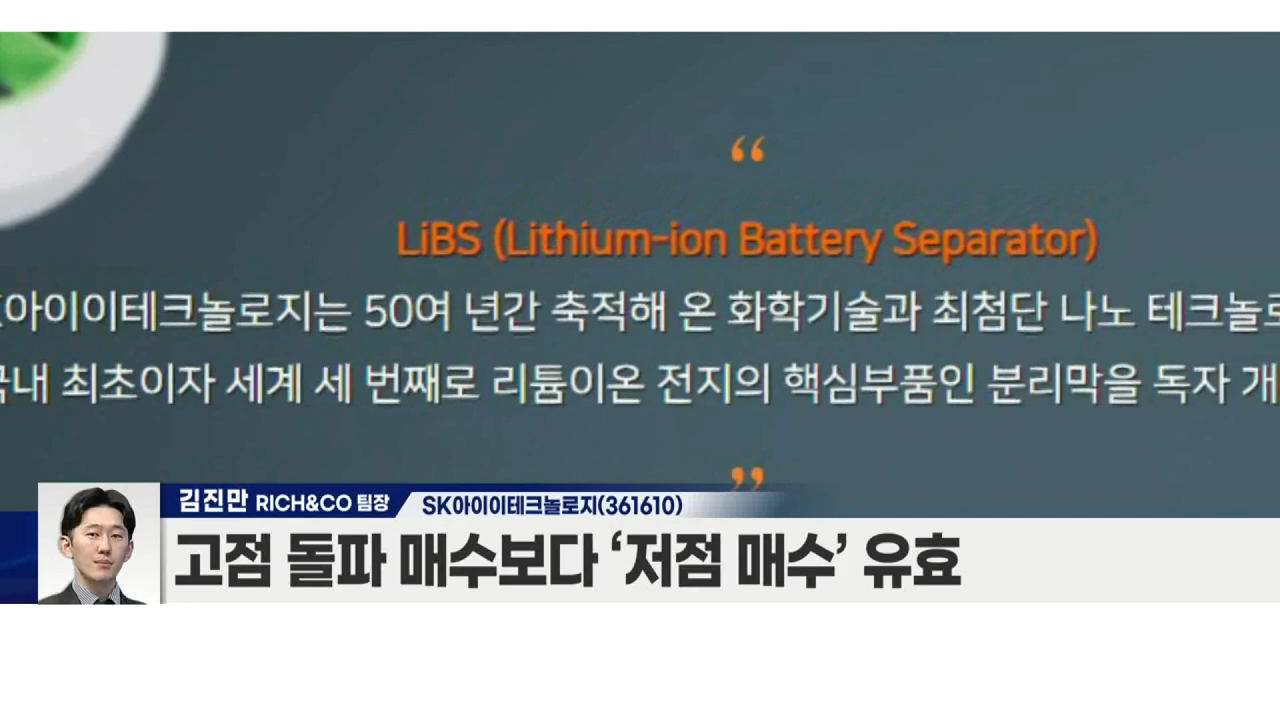 “
LiBS (Lithium-ion Battery Separator)
아이이테크놀로지는 50여 년간 축적해 온 화학기술과 최첨단 나노 테크놀로
내 최초이자 세계 세 번째로 리튬이온 전지의 핵심부품인 분리막을 독자 개
”
김진만 RICH&CO 팀장 SK아이이테크놀로지(361610)
고점 돌파 매수보다 ‘저점 매수’ 유효